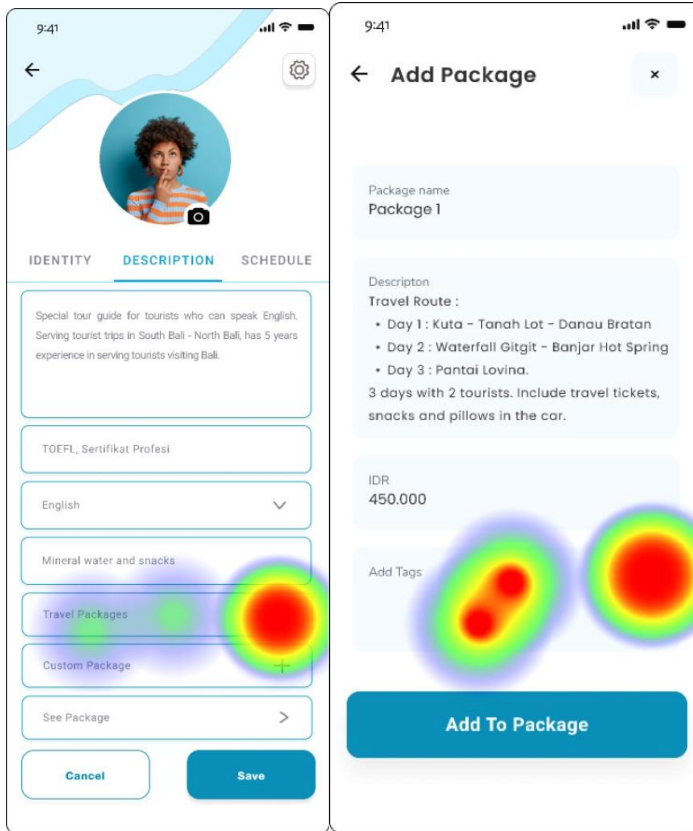 9:41
IDENTITY
DESCRIPTION
SCHEDULE
Special tour guide for tourists who can speak English.
Serving tourist trips in South Bali - North Bali, has 5 years
experience in serving tourists visiting Bali.
TOEFL, Sertifikat Profesi
English
Mineral water and snacks
Travel Packages
Custom Package
See Package
Cancel
Save
9:41
Add Package
Package name
Package 1
Descripton
Travel Route :
• Day 1 : Kuta - Tanah Lot - Danau Bratan
• Day 2 : Waterfall Gitgit - Banjar Hot Spring
• Day 3 : Pantai Lovina.
3 days with 2 tourists. Include travel tickets,
snacks and pillows in the car.
IDR
450.000
Add Tags
Add To Package